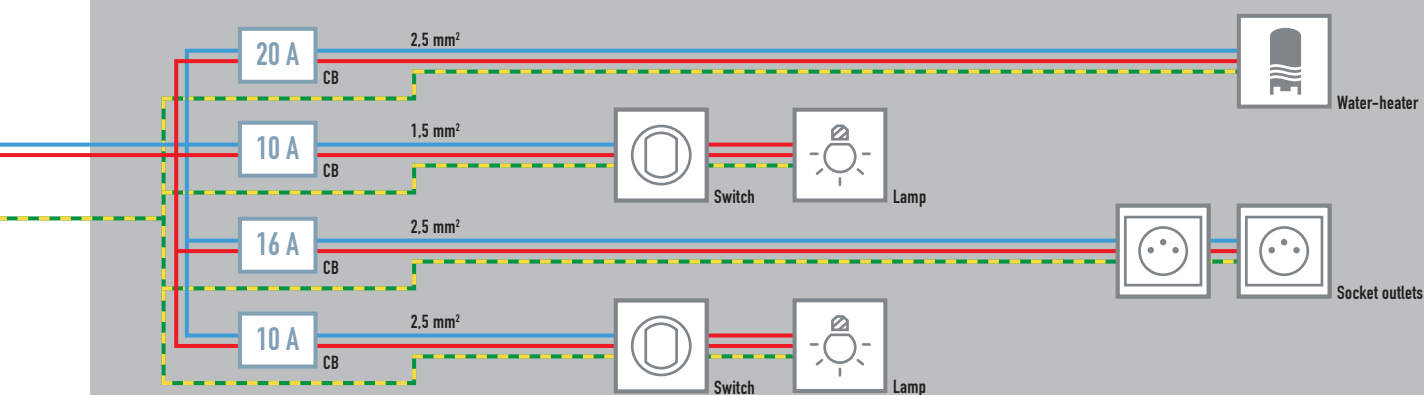 2,5 mm²
20 A
CB
Water-heater
1,5 mm²
10 A
CB
Switch
Lamp
2,5 mm²
16 A
CB
Socket outlets
2,5 mm²
10 A
CB
Switch
Lamp